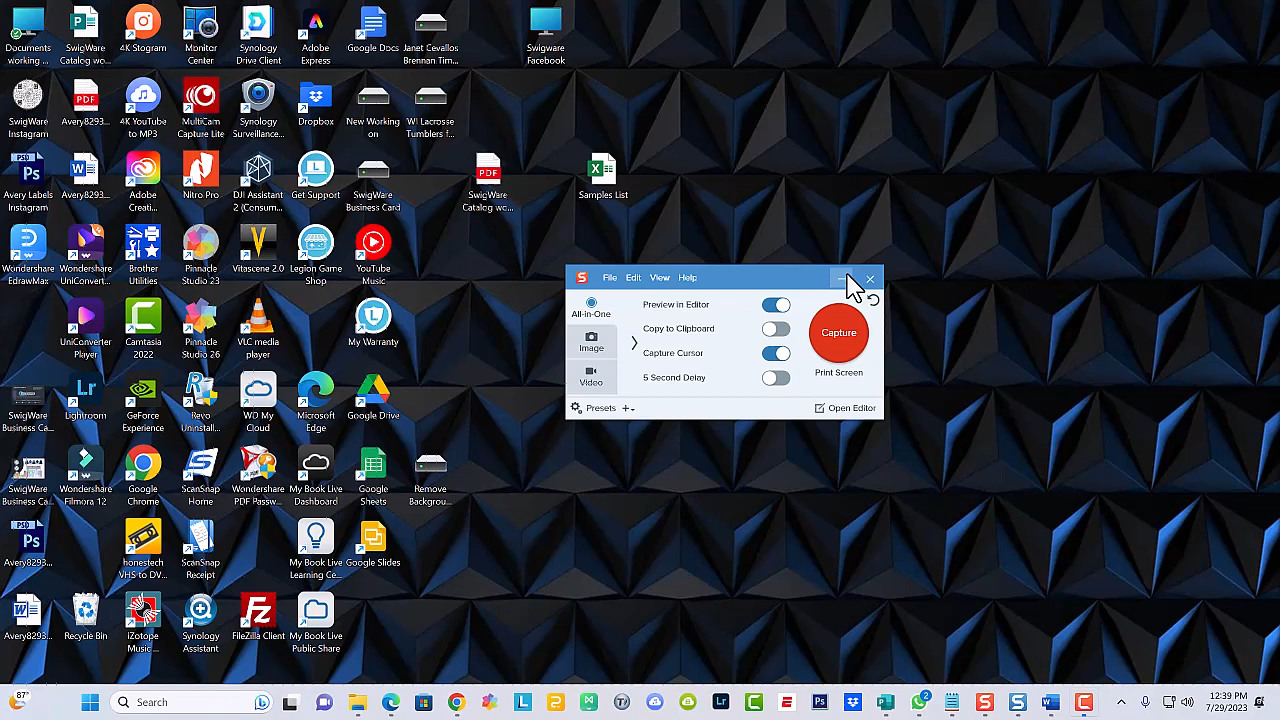 Documents working ...
SwigWare Catalog wo...
4K Stogram
Monitor Center
Synology Drive Client
Adobe Express
Google Docs
Janet Cevallos Brennan Tim...
Swigware Facebook
SwigWare Instagram
PDF
Avery8293...
4K YouTube to MP3
MultiCam Capture Lite
Synology Surveillance...
Dropbox
New Working on
WI Lacrosse Tumblers f...
Ps
Avery Labels Instagram
Avery8293...
Adobe Creati...
Nitro Pro
DJI Assistant 2 (Consum...
Get Support
SwigWare Business Card
PDF
SwigWare Catalog wo...
Samples List
Wondershare EdrawMax
Wondershare UniConvert...
Brother Utilities
Pinnacle Studio 23
Vitascene 2.0
Legion Game Shop
YouTube Music
UniConverter Player
Camtasia 2022
Pinnacle Studio 26
VLC media player
My Warranty
SwigWare Business Ca...
Lr
Lightroom
GeForce Experience
Revo Uninstall...
WD My Cloud
Microsoft Edge
Google Drive
SwigWare Business Ca...
Wondershare Filmora 12
Google Chrome
ScanSnap Home
Wondershare PDF Passw...
My Book Live Dashboard
Google Sheets
Remove Backgrou...
Ps
Avery8293...
honestech VHS to DV...
ScanSnap Receipt
My Book Live Learning Ce...
Google Slides
Avery8293...
Recycle Bin
iZotope Music ...
Synology Assistant
Fz
FileZilla Client
My Book Live Public Share
S File Edit View Help
All-in-One
Image
Video
Preview in Editor
Copy to Clipboard
Capture Cursor
5 Second Delay
Capture
Print Screen
Presets
Open Editor
87°
Search
12:39 PM
7/29/2023